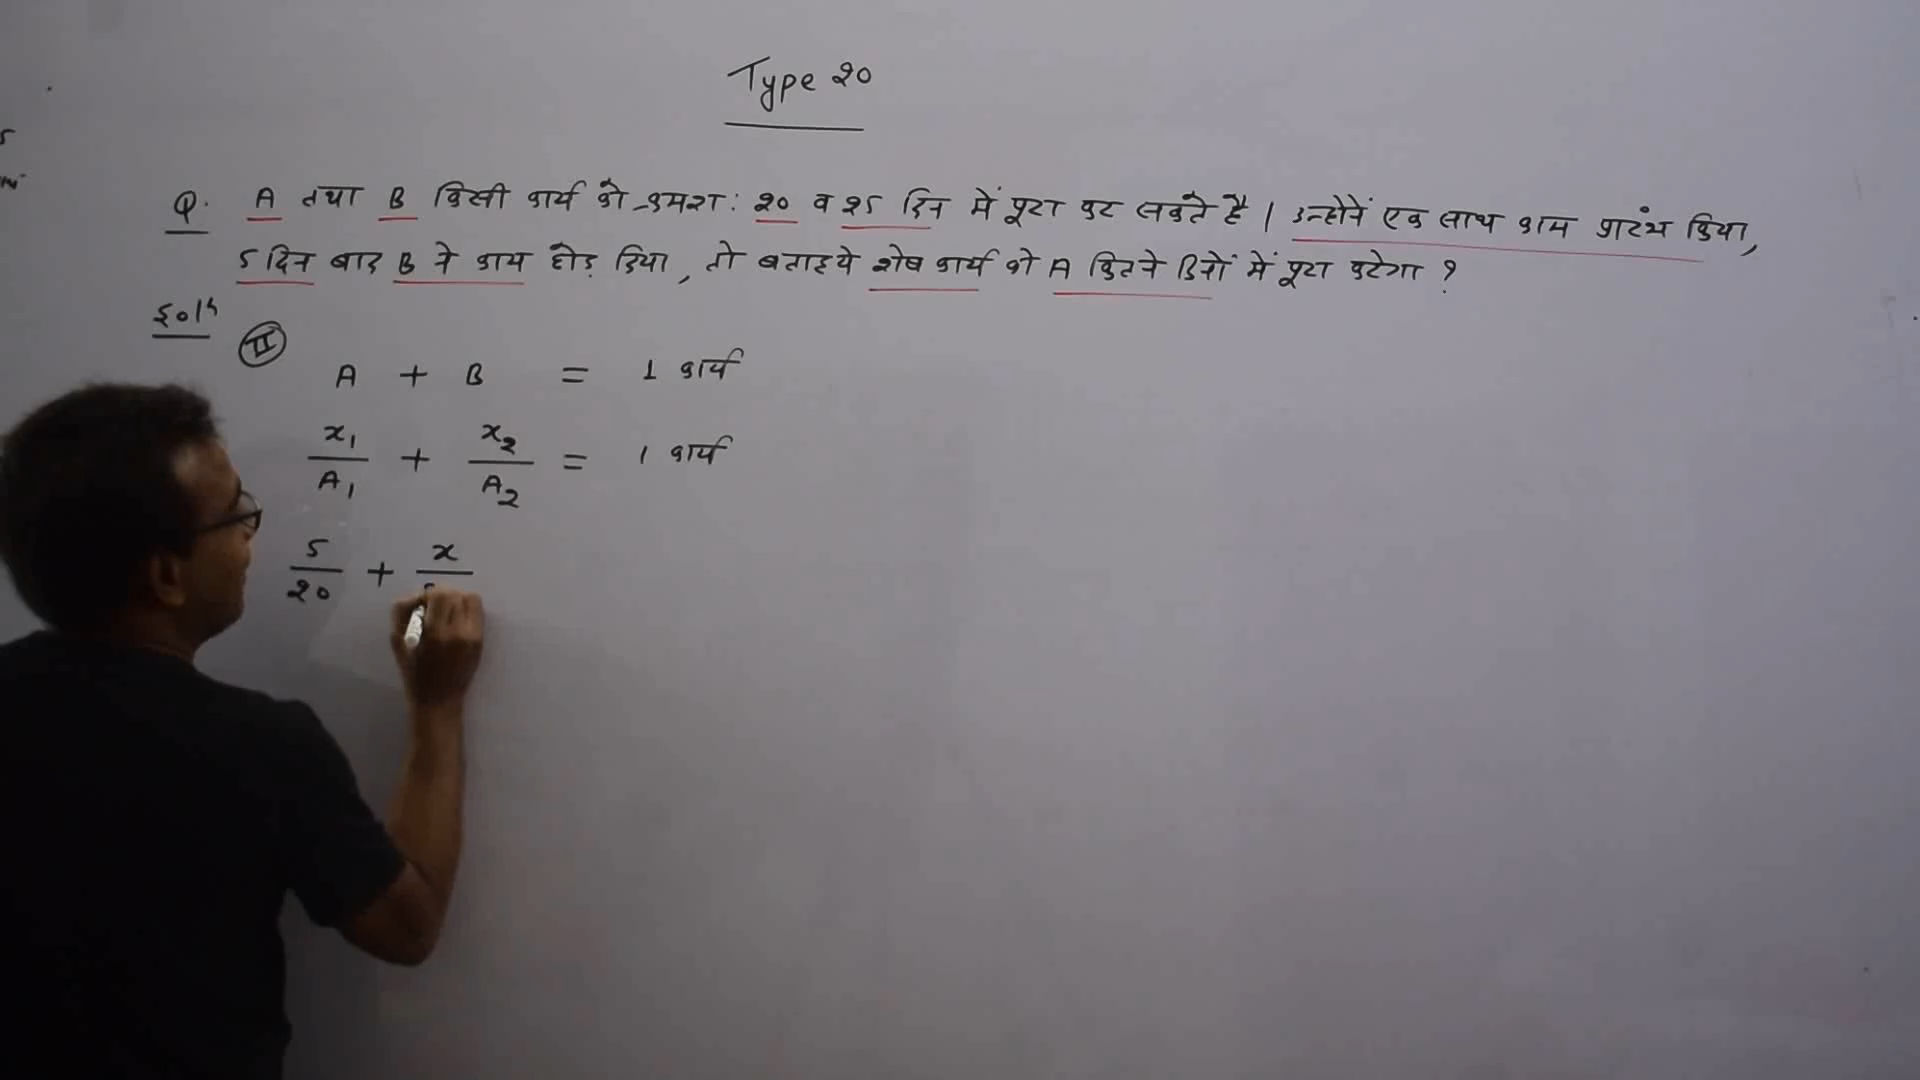 Type 20
Q. A तथा B किसी कार्य को क्रमशः 20 व 25 दिन में पूरा कर सकते है। उन्होनें एक साथ काम प्रारंभ किया,
5 दिन बाद B ने काय छोड़ दिया, तो बताइये शेष कार्य को A कितने दिनों में पूरा करेगा ?
Solⁿ
II
A + B = 1 कार्य
x₁/A₁ + x₂/A₂ = 1 कार्य
5/20 + x/